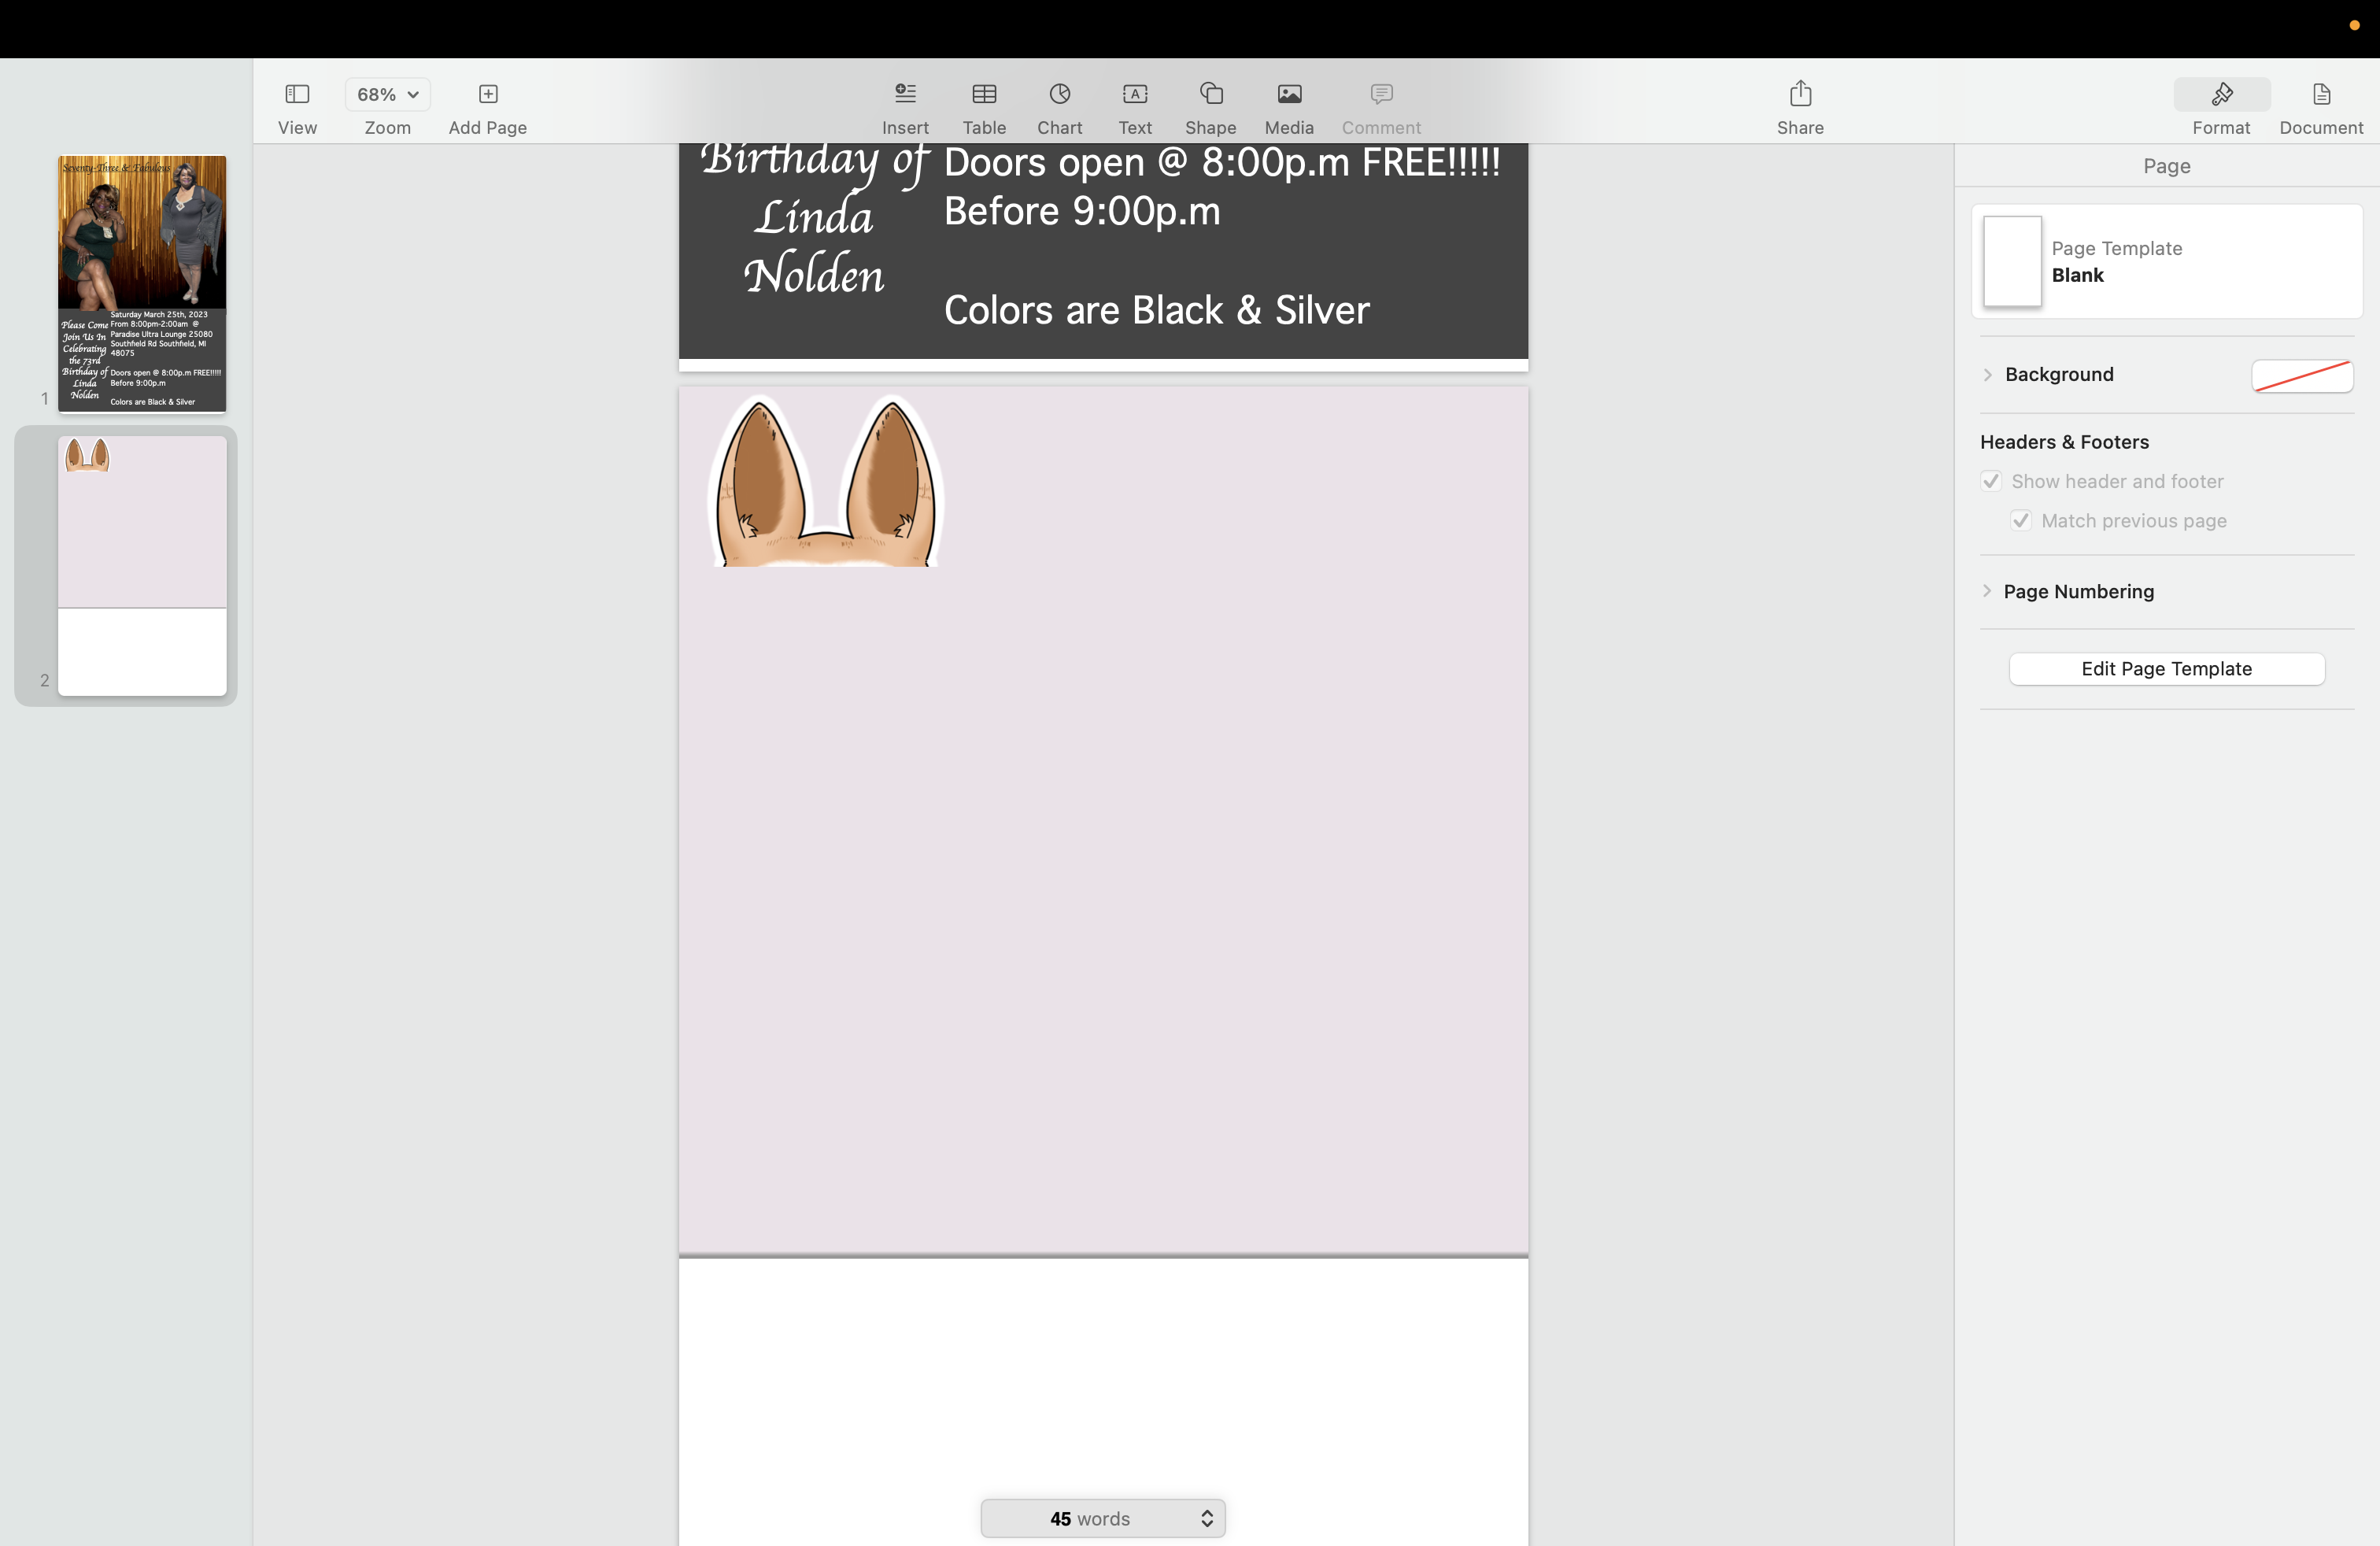 68%
View
Zoom
Add Page
Insert
Table
Chart
Text
Shape
Media
Comment
Share
Format
Document
Seventy-Three & Fabulous
Please Come
Join Us In
Celebrating
the 73rd
Birthday of
Linda
Nolden
Saturday March 25th, 2023
From 8:00pm-2:00am @
Paradise Ultra Lounge 25080
Southfield Rd Southfield, MI
48075
Doors open @ 8:00p.m FREE!!!!!
Before 9:00p.m
Colors are Black & Silver
1
2
Birthday of
Linda
Nolden
Doors open @ 8:00p.m FREE!!!!!
Before 9:00p.m
Colors are Black & Silver
45 words
Page
Page Template
Blank
Background
Headers & Footers
Show header and footer
Match previous page
Page Numbering
Edit Page Template